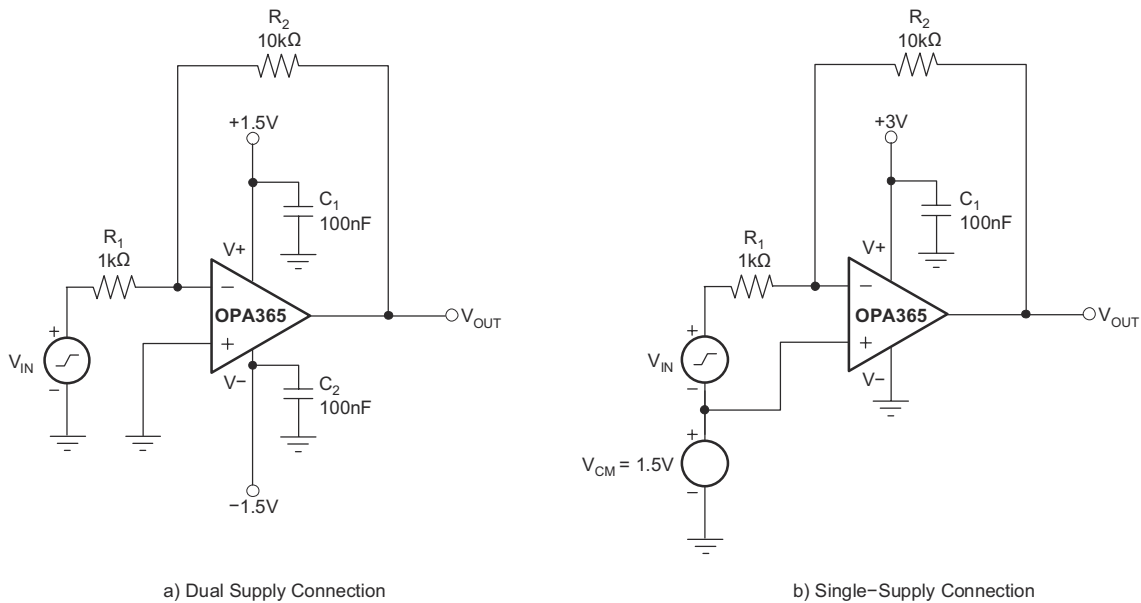 R2
10kΩ
+1.5V
C1
100nF
V+
R1
1kΩ
−
OPA365
+
VOUT
+
VIN
−
V−
C2
100nF
−1.5V
a) Dual Supply Connection
R2
10kΩ
+3V
C1
100nF
V+
R1
1kΩ
−
OPA365
+
VOUT
+
VIN
−
V−
+
VCM = 1.5V
−
b) Single−Supply Connection